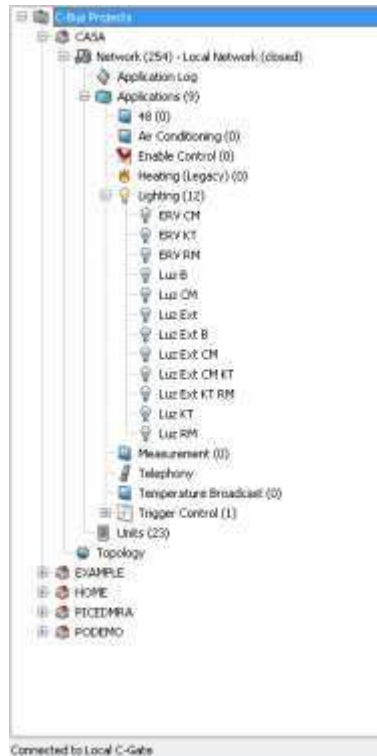 C-Bus Projects
CASA
Network (254) - Local Network (closed)
Application Log
Applications (9)
48 (0)
Air Conditioning (0)
Enable Control (0)
Heating (Legacy) (0)
Lighting (12)
ERV CM
ERV KT
ERV RM
Luz B
Luz CM
Luz Ext
Luz Ext B
Luz Ext CM
Luz Ext CM KT
Luz Ext KT RM
Luz KT
Luz RM
Measurement (0)
Telephony
Temperature Broadcast (0)
Trigger Control (1)
Units (23)
Topology
EXAMPLE
HOME
PICEDMRA
PODEMO
Connected to Local C-Gate